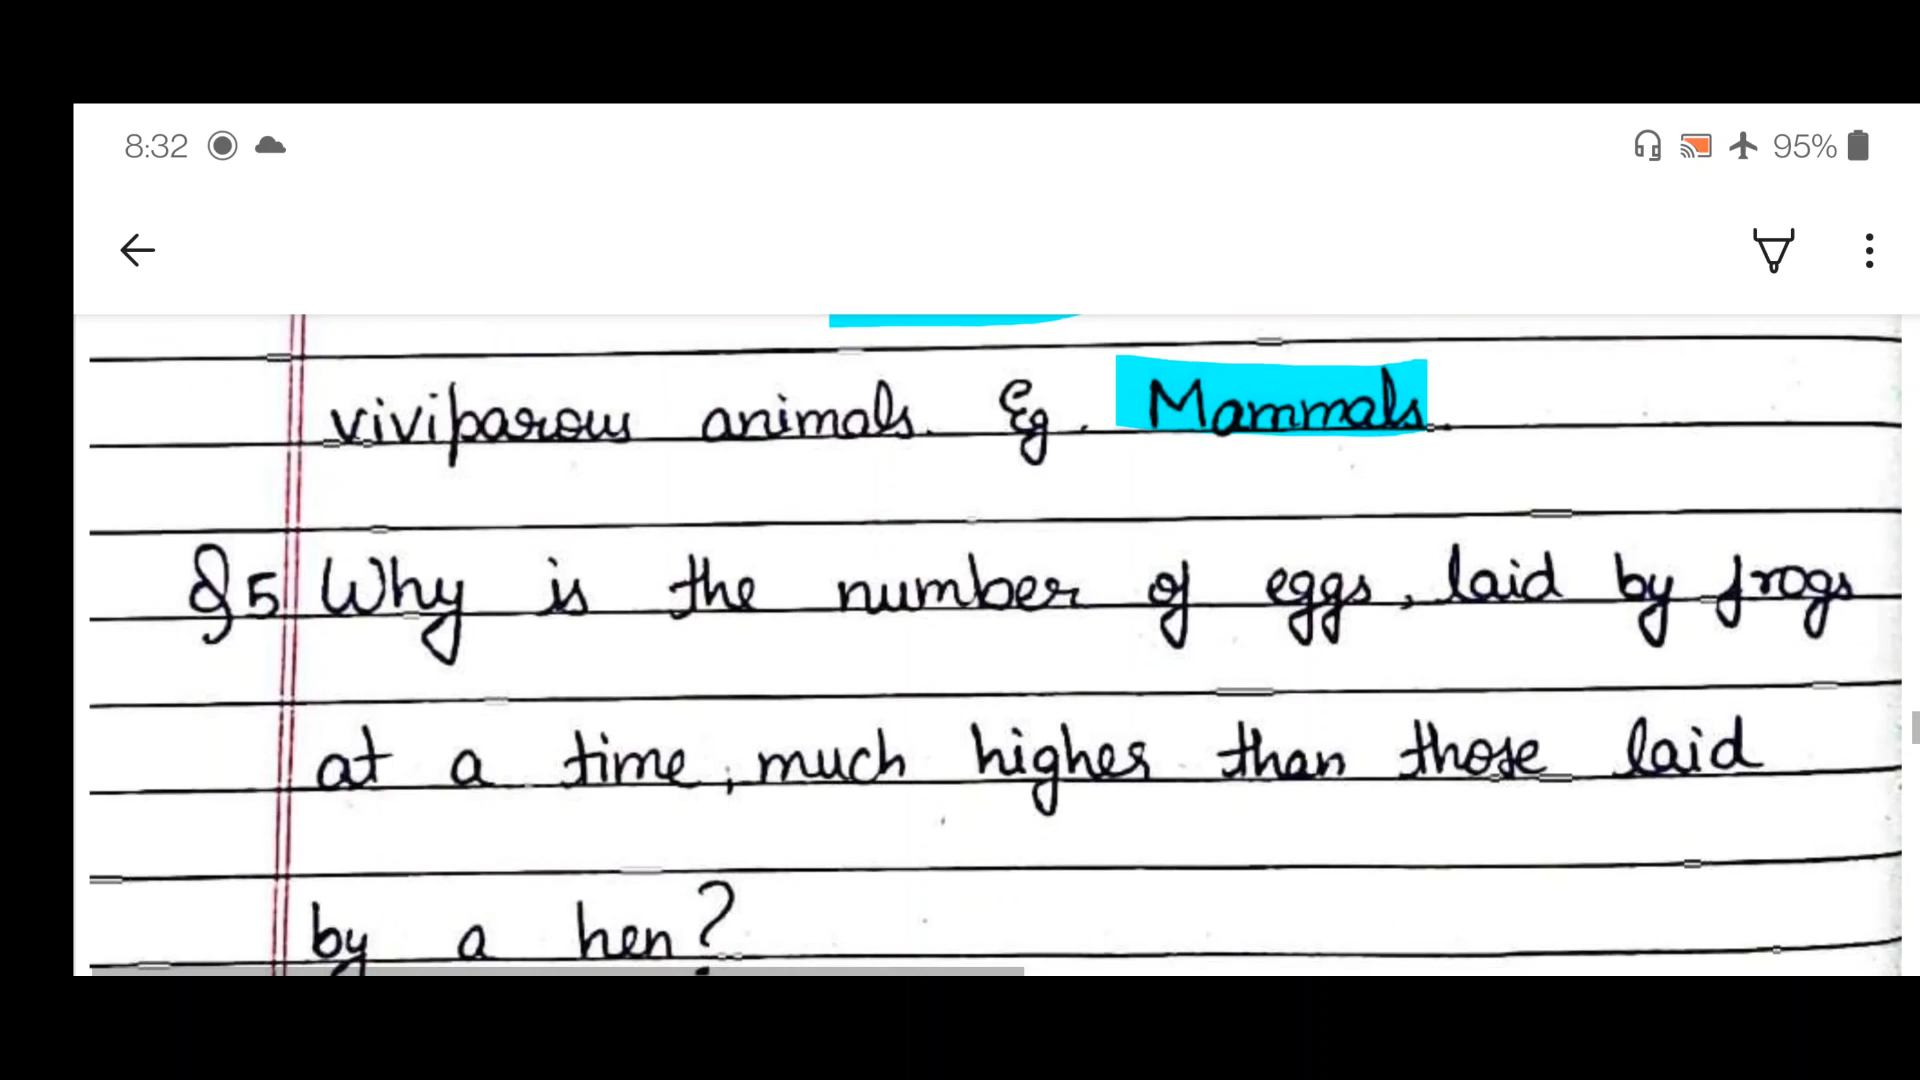 8:32 95%
viviparous animals. Eg. Mammals.
Q5 Why is the number of eggs, laid by frogs
at a time, much higher than those laid
by a hen?